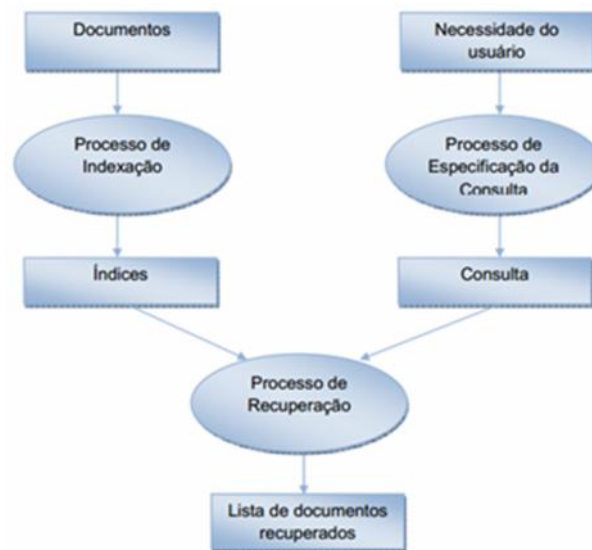 Documentos
Necessidade do
usuário
Processo de
Indexação
Processo de
Especificação da
Consulta
Índices
Consulta
Processo de
Recuperação
Lista de documentos
recuperados